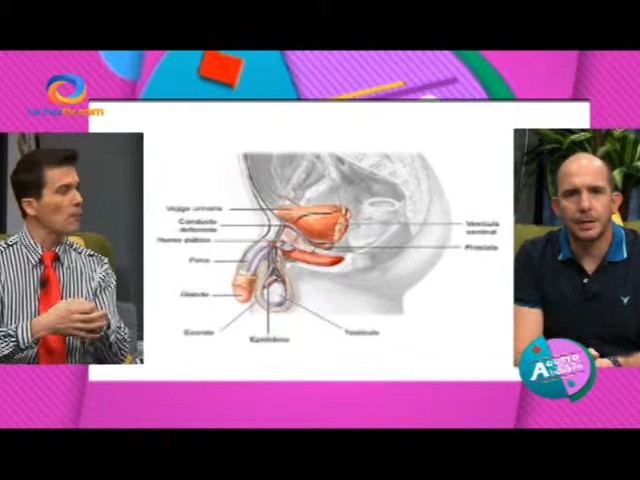 Vejiga urinaria
Conducto
deferente
Hueso púbico
Pene
Glande
Escroto
Epidídimo
Testículo
Vesícula
seminal
Próstata